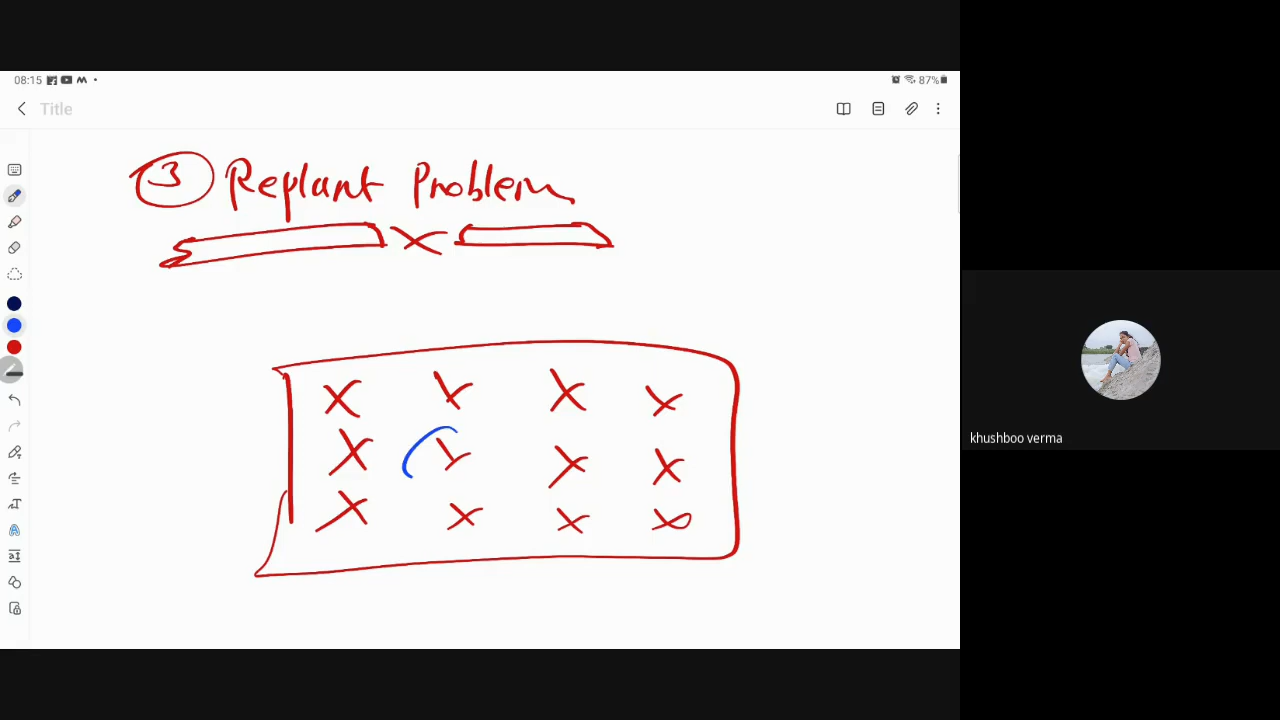 08:15 87%
Title
3 Replant Problem
X
X X X X
X X X X
X X X X
khushboo verma